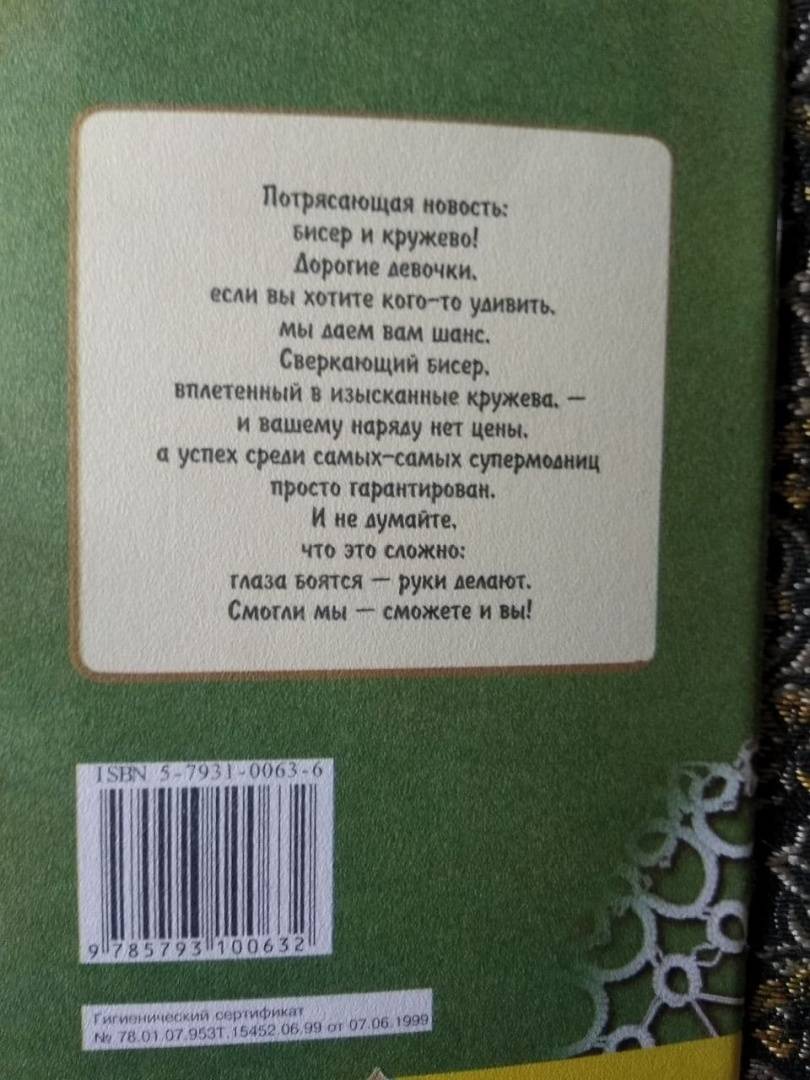 Потрясающая новость:
бисер и кружево!
Дорогие девочки,
если вы хотите кого-то удивить,
мы даем вам шанс.
Сверкающий бисер,
вплетенный в изысканные кружева, —
и вашему наряду нет цены,
а успех среди самых-самых супермодниц
просто гарантирован.
И не думайте,
что это сложно:
глаза боятся — руки делают.
Смогли мы — сможете и вы!
ISBN 5-7931-0063-6
9 785793 100632
Гигиенический сертификат
№ 78.01.07.953Т.15452.06.99 от 07.06.1999